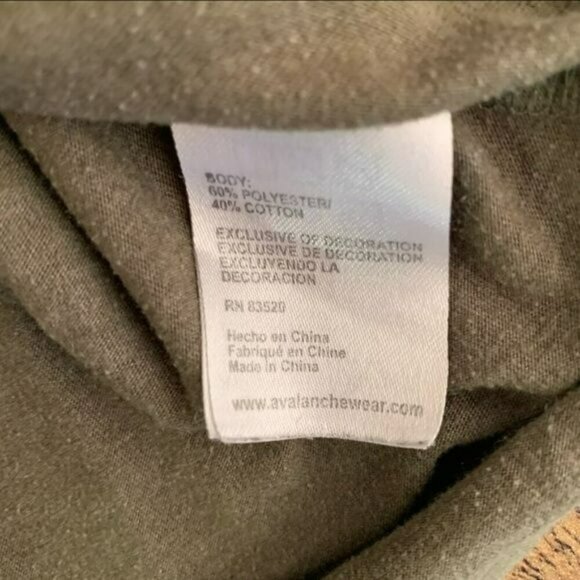 BODY:
60% POLYESTER/
40% COTTON
EXCLUSIVE OF DECORATION
EXCLUSIVE DE DECORATION
EXCLUYENDO LA
DECORACION
RN 83520
Hecho en China
Fabriqué en Chine
Made in China
www.avalanchewear.com